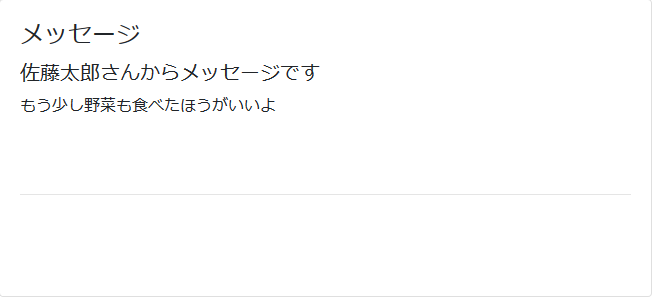 メッセージ
佐藤太郎さんからメッセージです
もう少し野菜も食べたほうがいいよ